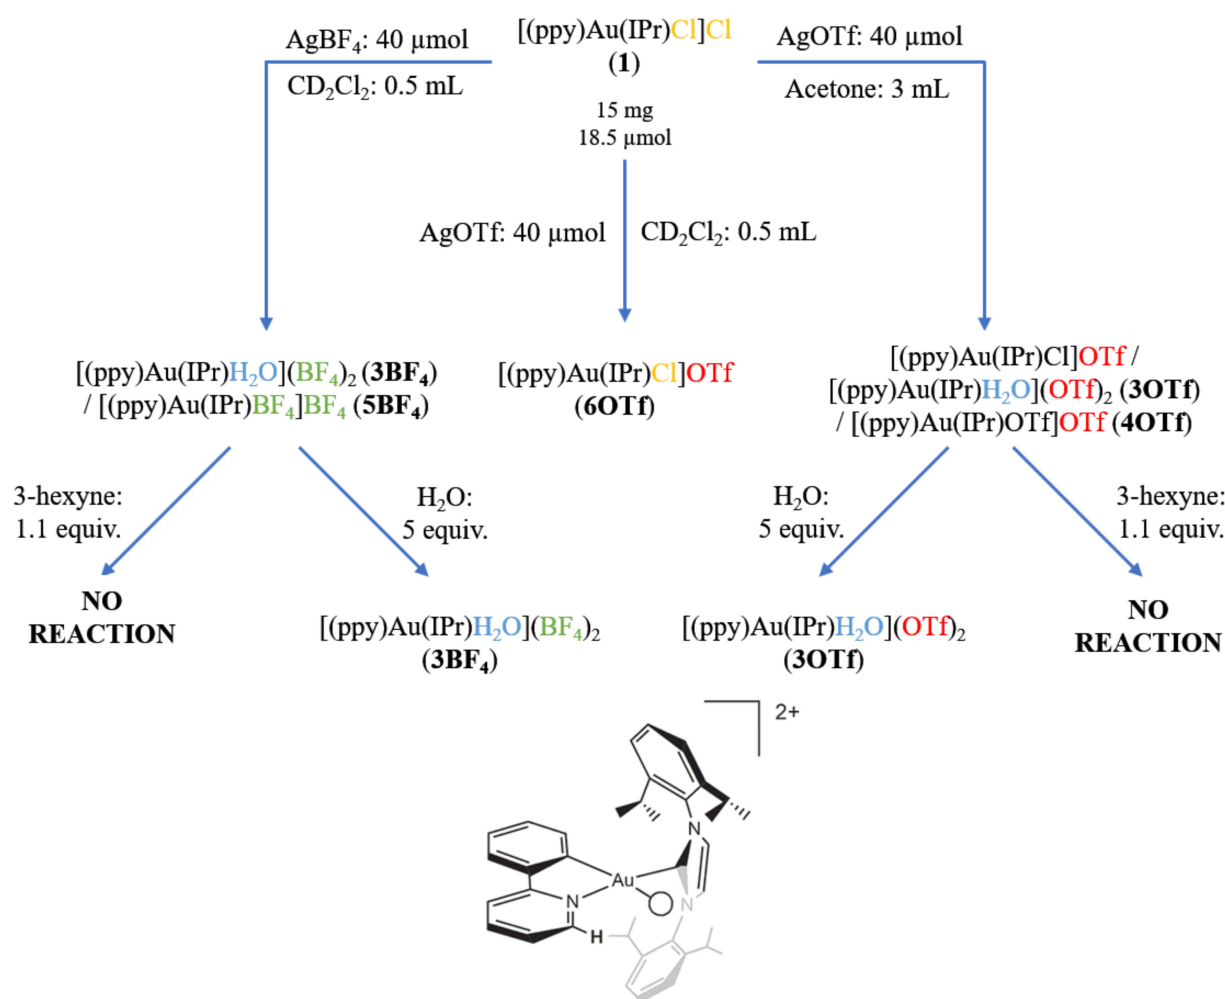 [(ppy)Au(IPr)Cl]Cl
(1)
15 mg
18.5 µmol
AgBF₄: 40 µmol
CD₂Cl₂: 0.5 mL
AgOTf: 40 µmol
Acetone: 3 mL
AgOTf: 40 µmol
CD₂Cl₂: 0.5 mL
[(ppy)Au(IPr)H₂O](BF₄)₂ (3BF₄)
/ [(ppy)Au(IPr)BF₄]BF₄ (5BF₄)
[(ppy)Au(IPr)Cl]OTf
(6OTf)
[(ppy)Au(IPr)Cl]OTf /
[(ppy)Au(IPr)H₂O](OTf)₂ (3OTf)
/ [(ppy)Au(IPr)OTf]OTf (4OTf)
3-hexyne:
1.1 equiv.
H₂O:
5 equiv.
H₂O:
5 equiv.
3-hexyne:
1.1 equiv.
NO
REACTION
[(ppy)Au(IPr)H₂O](BF₄)₂
(3BF₄)
[(ppy)Au(IPr)H₂O](OTf)₂
(3OTf)
NO
REACTION
2+
N
Au
N
N
H